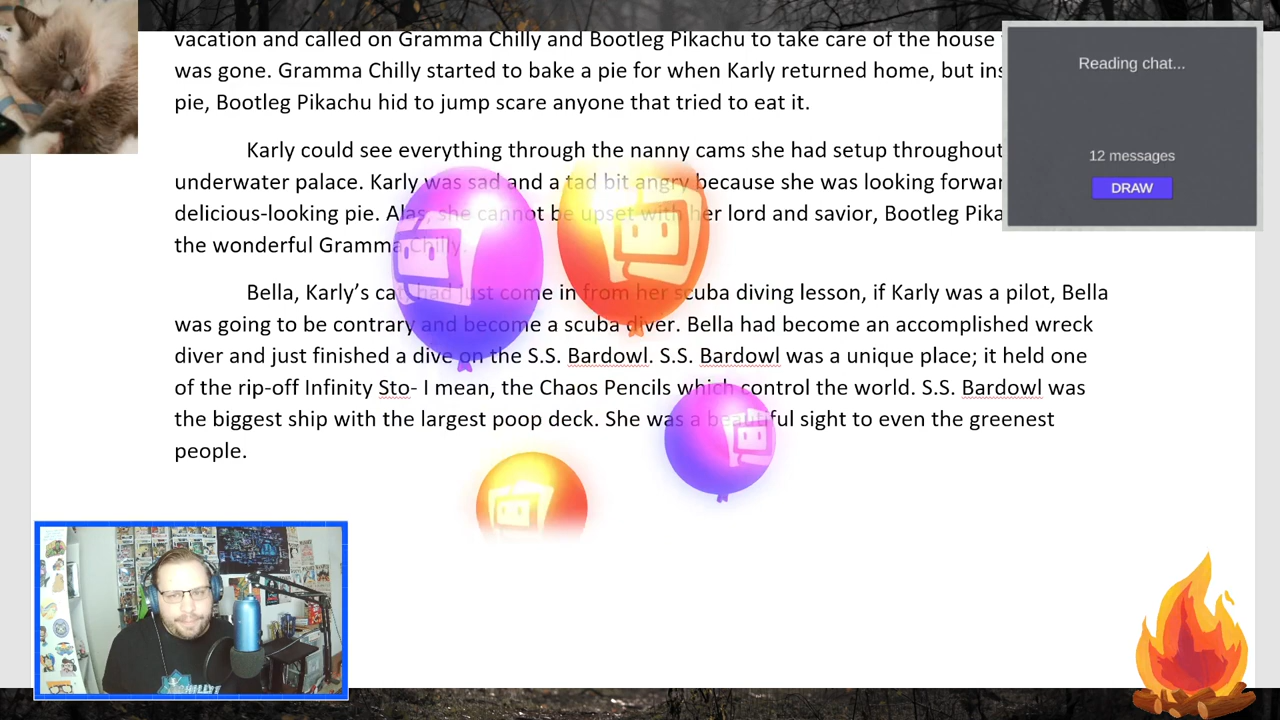 vacation and called on Gramma Chilly and Bootleg Pikachu to take care of the house
was gone. Gramma Chilly started to bake a pie for when Karly returned home, but
pie, Bootleg Pikachu hid to jump scare anyone that tried to eat it.
Karly could see everything through the nanny cams she had setup throughout
underwater palace. Karly was sad and a tad bit angry because she was looking
delicious-looking pie. Alas, she cannot be upset with her lord and savior, Bootleg
the wonderful Gramma Chilly.
Bella, Karly’s cat, had just come in from her scuba diving lesson, if Karly was a pilot, Bella
was going to be contrary and become a scuba diver. Bella had become an accomplished wreck
diver and just finished a dive on the S.S. Bardowl. S.S. Bardowl was a unique place; it held one
of the rip-off Infinity Sto- I mean, the Chaos Pencils which control the world. S.S. Bardowl was
the biggest ship with the largest poop deck. She was a beautiful sight to even the greenest
people.
Reading chat...
12 messages
DRAW